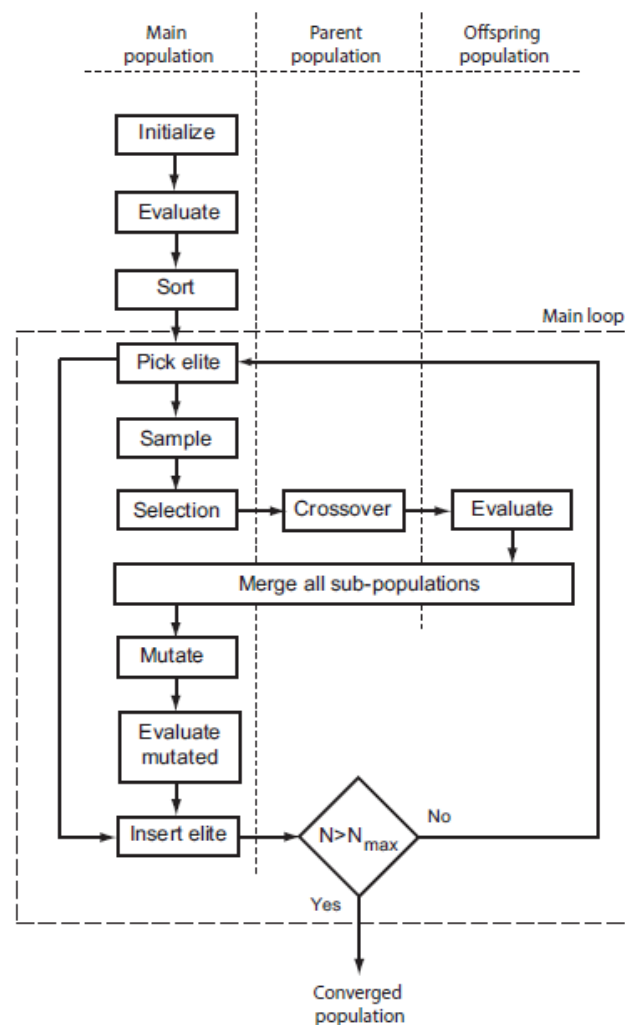 Main
population
Parent
population
Offspring
population
Initialize
Evaluate
Sort
Main loop
Pick elite
Sample
Selection
Crossover
Evaluate
Merge all sub-populations
Mutate
Evaluate
mutated
Insert elite
N>Nmax
No
Yes
Converged
population